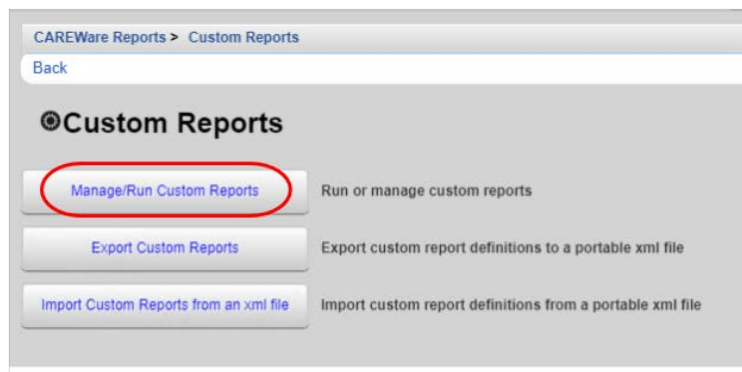 CAREWare Reports > Custom Reports
Back
Custom Reports
Manage/Run Custom Reports Run or manage custom reports
Export Custom Reports Export custom report definitions to a portable xml file
Import Custom Reports from an xml file Import custom report definitions from a portable xml file